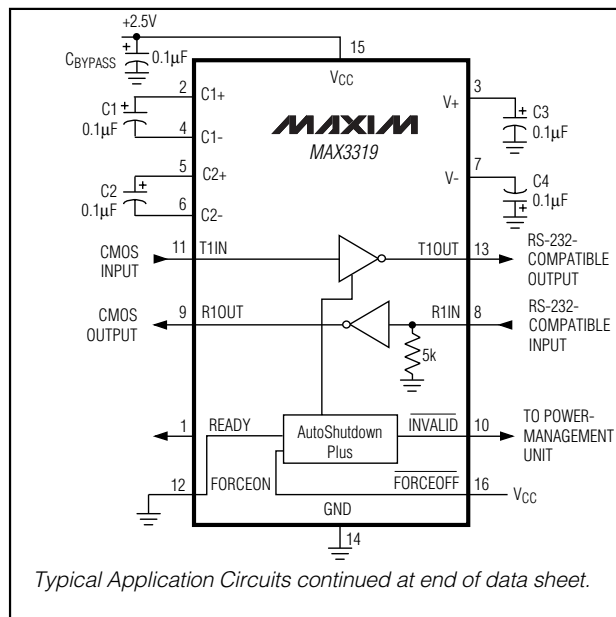 +2.5V
CBYPASS
0.1µF
15
VCC
2
C1+
C1
0.1µF
4
C1-
5
C2+
C2
0.1µF
6
C2-
MAXIM
MAX3319
3
V+
C3
0.1µF
7
V-
C4
0.1µF
CMOS
INPUT
11
T1IN
T1OUT
13
RS-232-
COMPATIBLE
OUTPUT
CMOS
OUTPUT
9
R1OUT
R1IN
8
RS-232-
COMPATIBLE
INPUT
5k
1
READY
AutoShutdown
Plus
INVALID
10
TO POWER-
MANAGEMENT
UNIT
12
FORCEON
FORCEOFF
16
VCC
GND
14
Typical Application Circuits continued at end of data sheet.